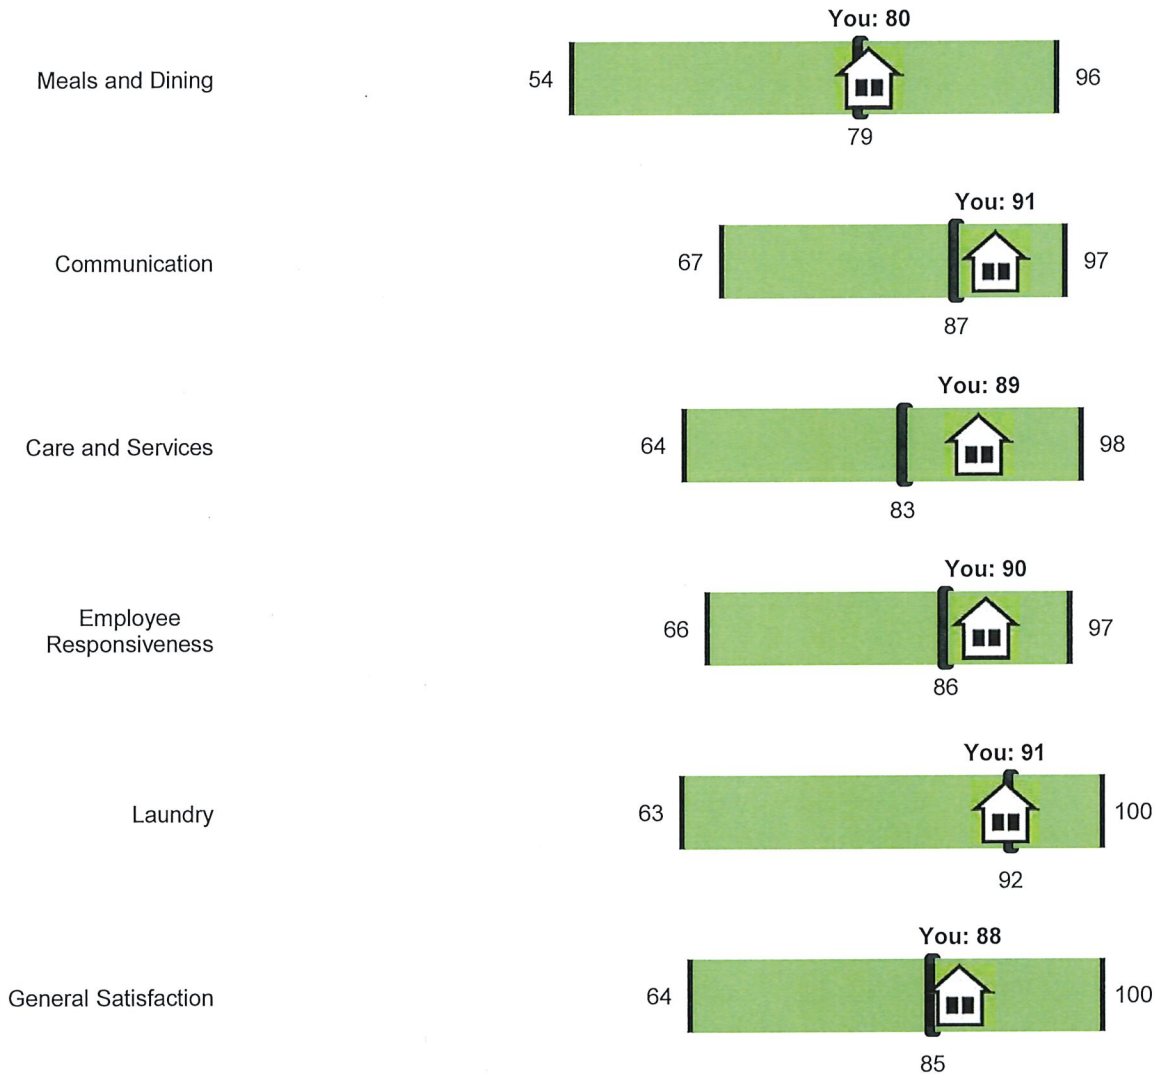 You: 80
Meals and Dining
54
96
79
You: 91
Communication
67
97
87
You: 89
Care and Services
64
98
83
You: 90
Employee
Responsiveness
66
97
86
You: 91
Laundry
63
100
92
You: 88
General Satisfaction
64
100
85